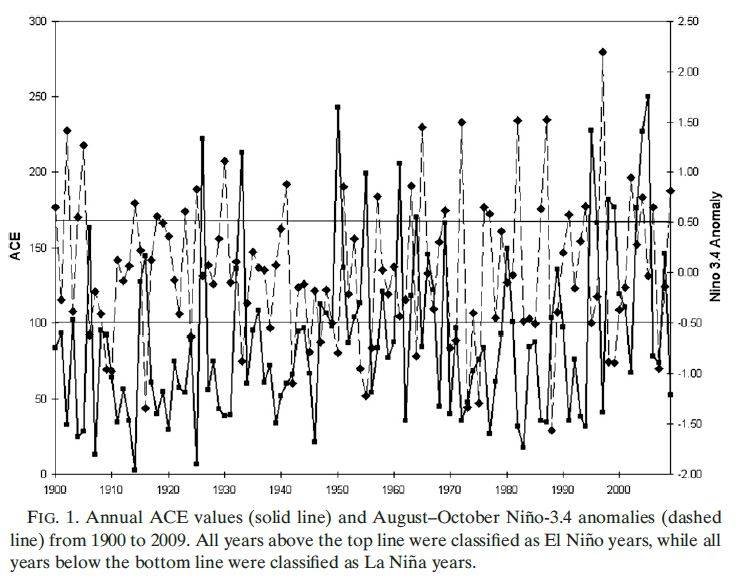 300
250
200
150
100
50
0
ACE
2.50
2.00
1.50
1.00
0.50
0.00
-0.50
-1.00
-1.50
-2.00
Nino 3.4 Anomaly
1900 1910 1920 1930 1940 1950 1960 1970 1980 1990 2000
FIG. 1. Annual ACE values (solid line) and August–October Niño-3.4 anomalies (dashed
line) from 1900 to 2009. All years above the top line were classified as El Niño years, while all
years below the bottom line were classified as La Niña years.